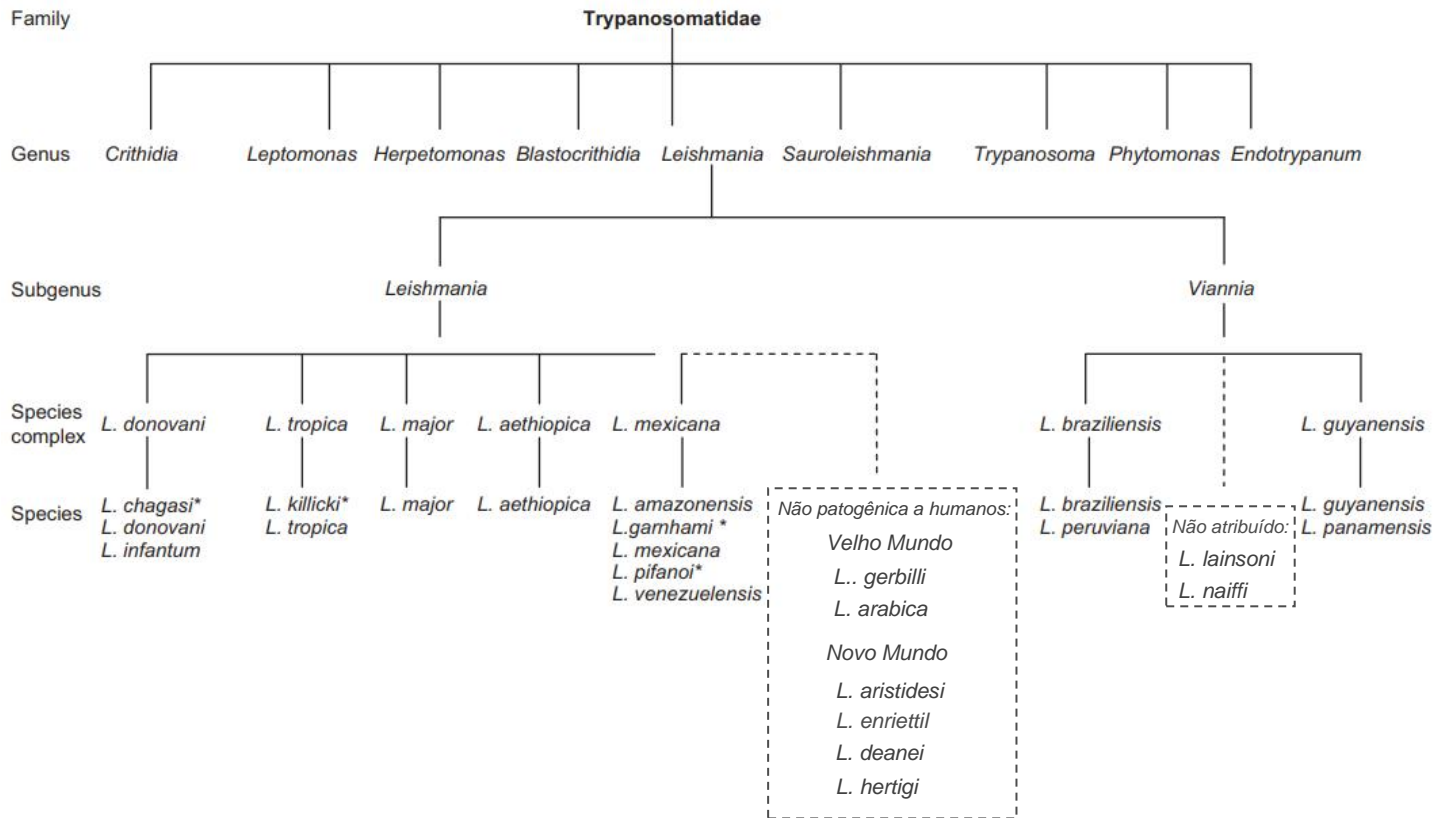 Family Trypanosomatidae
Genus Crithidia Leptomonas Herpetomonas Blastocrithidia Leishmania Sauroleishmania Trypanosoma Phytomonas Endotrypanum
Subgenus Leishmania Viannia
Species complex L. donovani L. tropica L. major L. aethiopica L. mexicana L. braziliensis L. guyanensis
Species
L. chagasi*
L. donovani
L. infantum
L. killicki*
L. tropica
L. major
L. aethiopica
L. amazonensis
L.garnhami *
L. mexicana
L. pifanoi*
L. venezuelensis
Não patogênica a humanos:
Velho Mundo
L.. gerbilli
L. arabica
Novo Mundo
L. aristidesi
L. enriettil
L. deanei
L. hertigi
L. braziliensis
L. peruviana
Não atribuído:
L. lainsoni
L. naiffi
L. guyanensis
L. panamensis